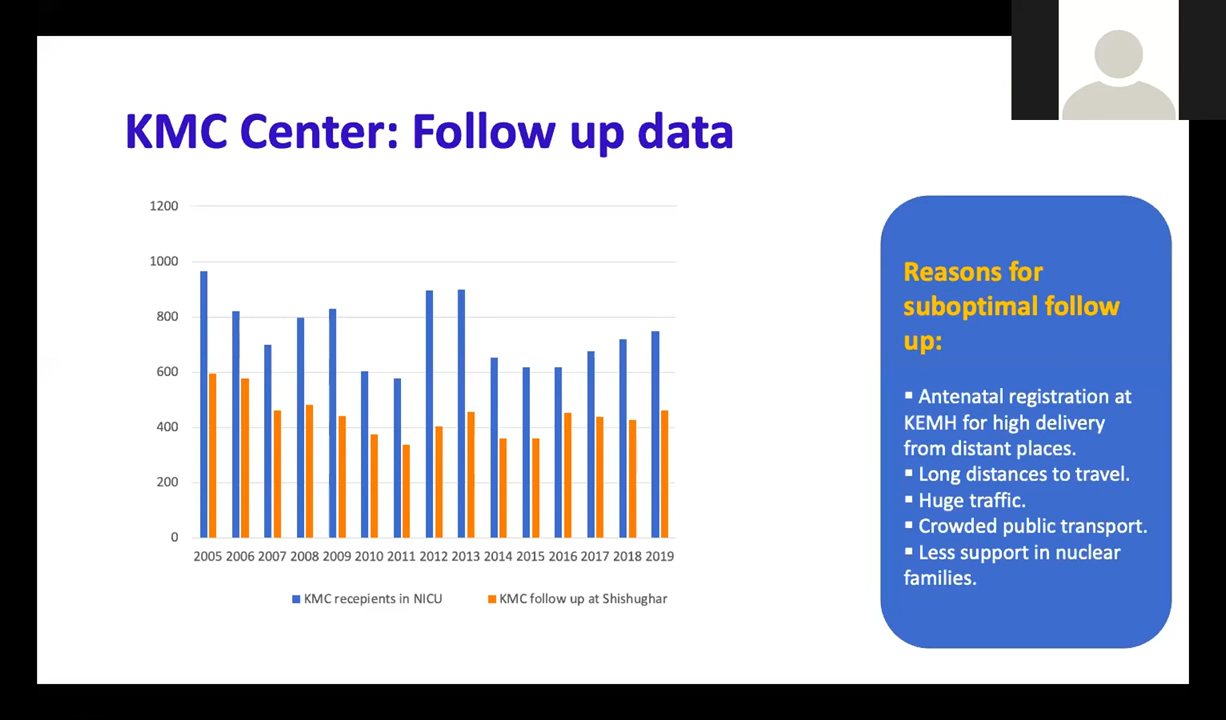 KMC Center: Follow up data
1200
1000
800
600
400
200
0
2005 2006 2007 2008 2009 2010 2011 2012 2013 2014 2015 2016 2017 2018 2019
KMC recepients in NICU
KMC follow up at Shishughar
Reasons for
suboptimal follow
up:
▪ Antenatal registration at
KEMH for high delivery
from distant places.
▪ Long distances to travel.
▪ Huge traffic.
▪ Crowded public transport.
▪ Less support in nuclear
families.